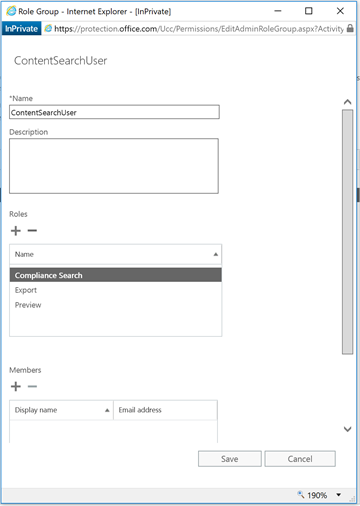 Role Group - Internet Explorer - [InPrivate]
InPrivate https://protection.office.com/Ucc/Permissions/EditAdminRoleGroup.aspx?Activity
ContentSearchUser
*Name
ContentSearchUser
Description
Roles
Name
Compliance Search
Export
Preview
Members
Display name Email address
Save Cancel
190%